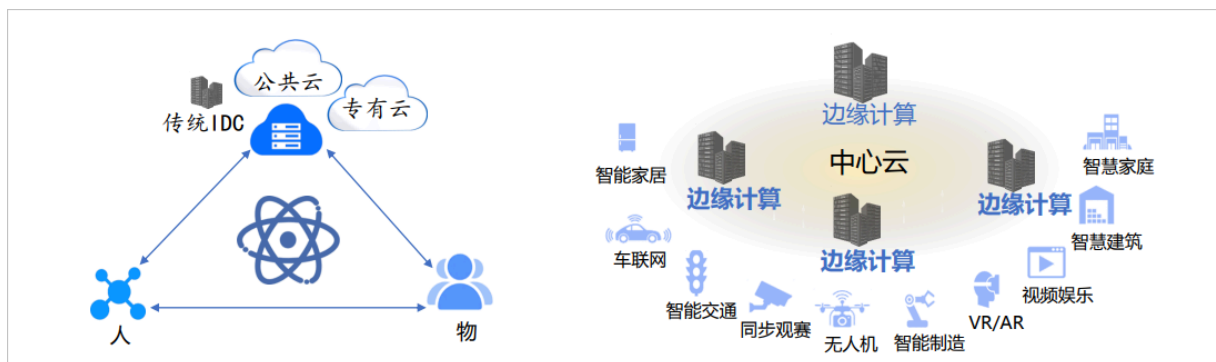 公共云
专有云
传统IDC
人
物
边缘计算
中心云
边缘计算
边缘计算
边缘计算
智能家居
车联网
智能交通
同步观赛
无人机
智能制造
VR/AR
视频娱乐
智慧建筑
智慧家庭